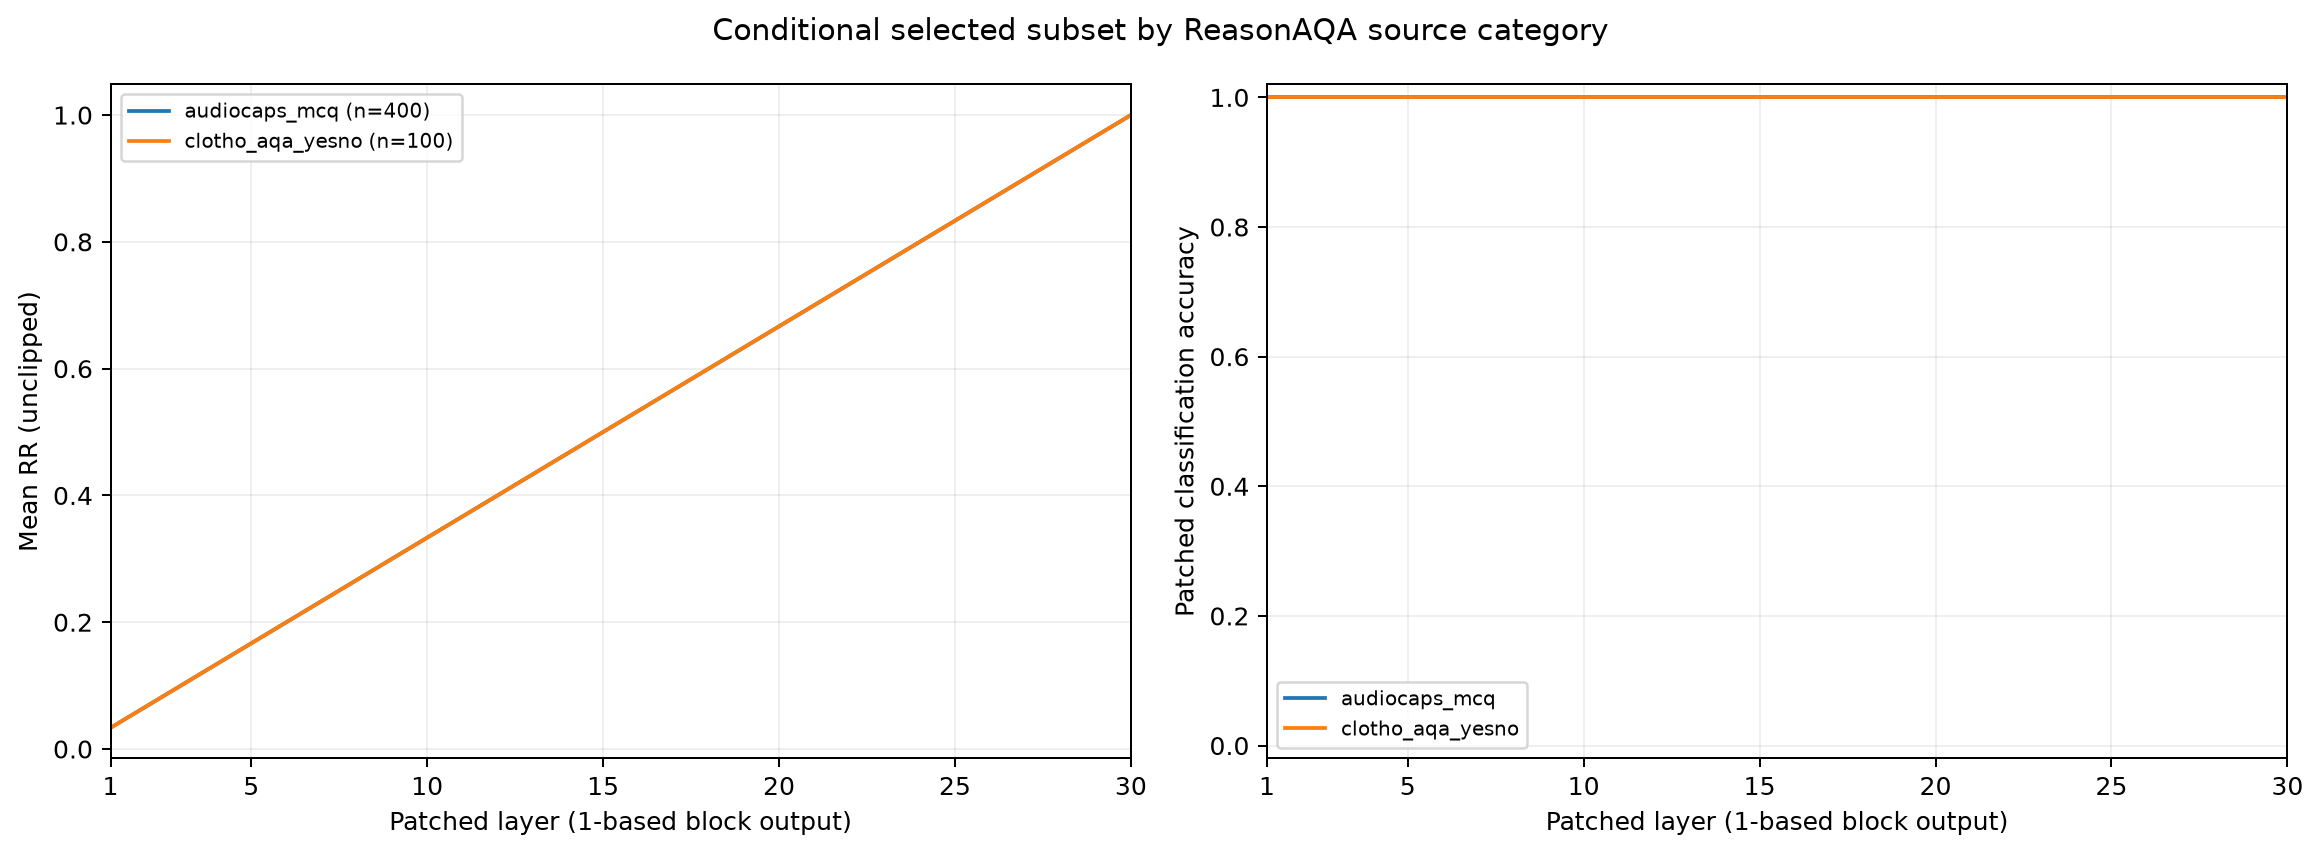 Conditional selected subset by ReasonAQA source category
audiocaps_mcq (n=400)
clotho_aqa_yesno (n=100)
Mean RR (unclipped)
1.0
0.8
0.6
0.4
0.2
0.0
1 5 10 15 20 25 30
Patched layer (1-based block output)
Patched classification accuracy
1.0
0.8
0.6
0.4
0.2
0.0
audiocaps_mcq
clotho_aqa_yesno
1 5 10 15 20 25 30
Patched layer (1-based block output)